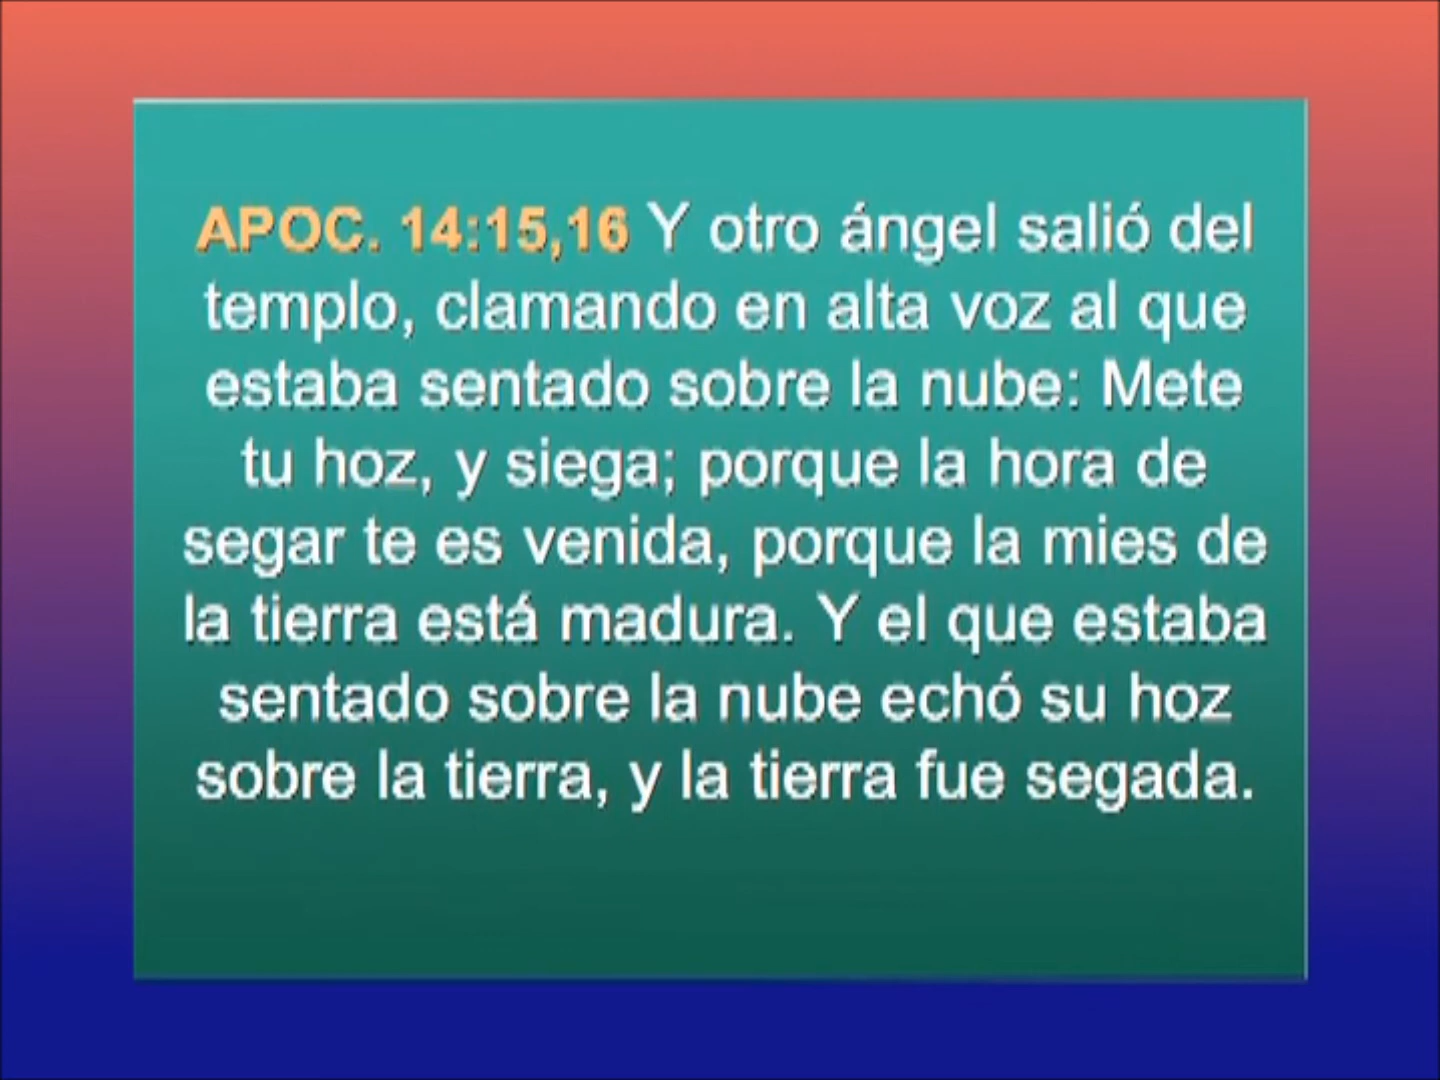 APOC. 14:15,16 Y otro ángel salió del
templo, clamando en alta voz al que
estaba sentado sobre la nube: Mete
tu hoz, y siega; porque la hora de
segar te es venida, porque la mies de
la tierra está madura. Y el que estaba
sentado sobre la nube echó su hoz
sobre la tierra, y la tierra fue segada.